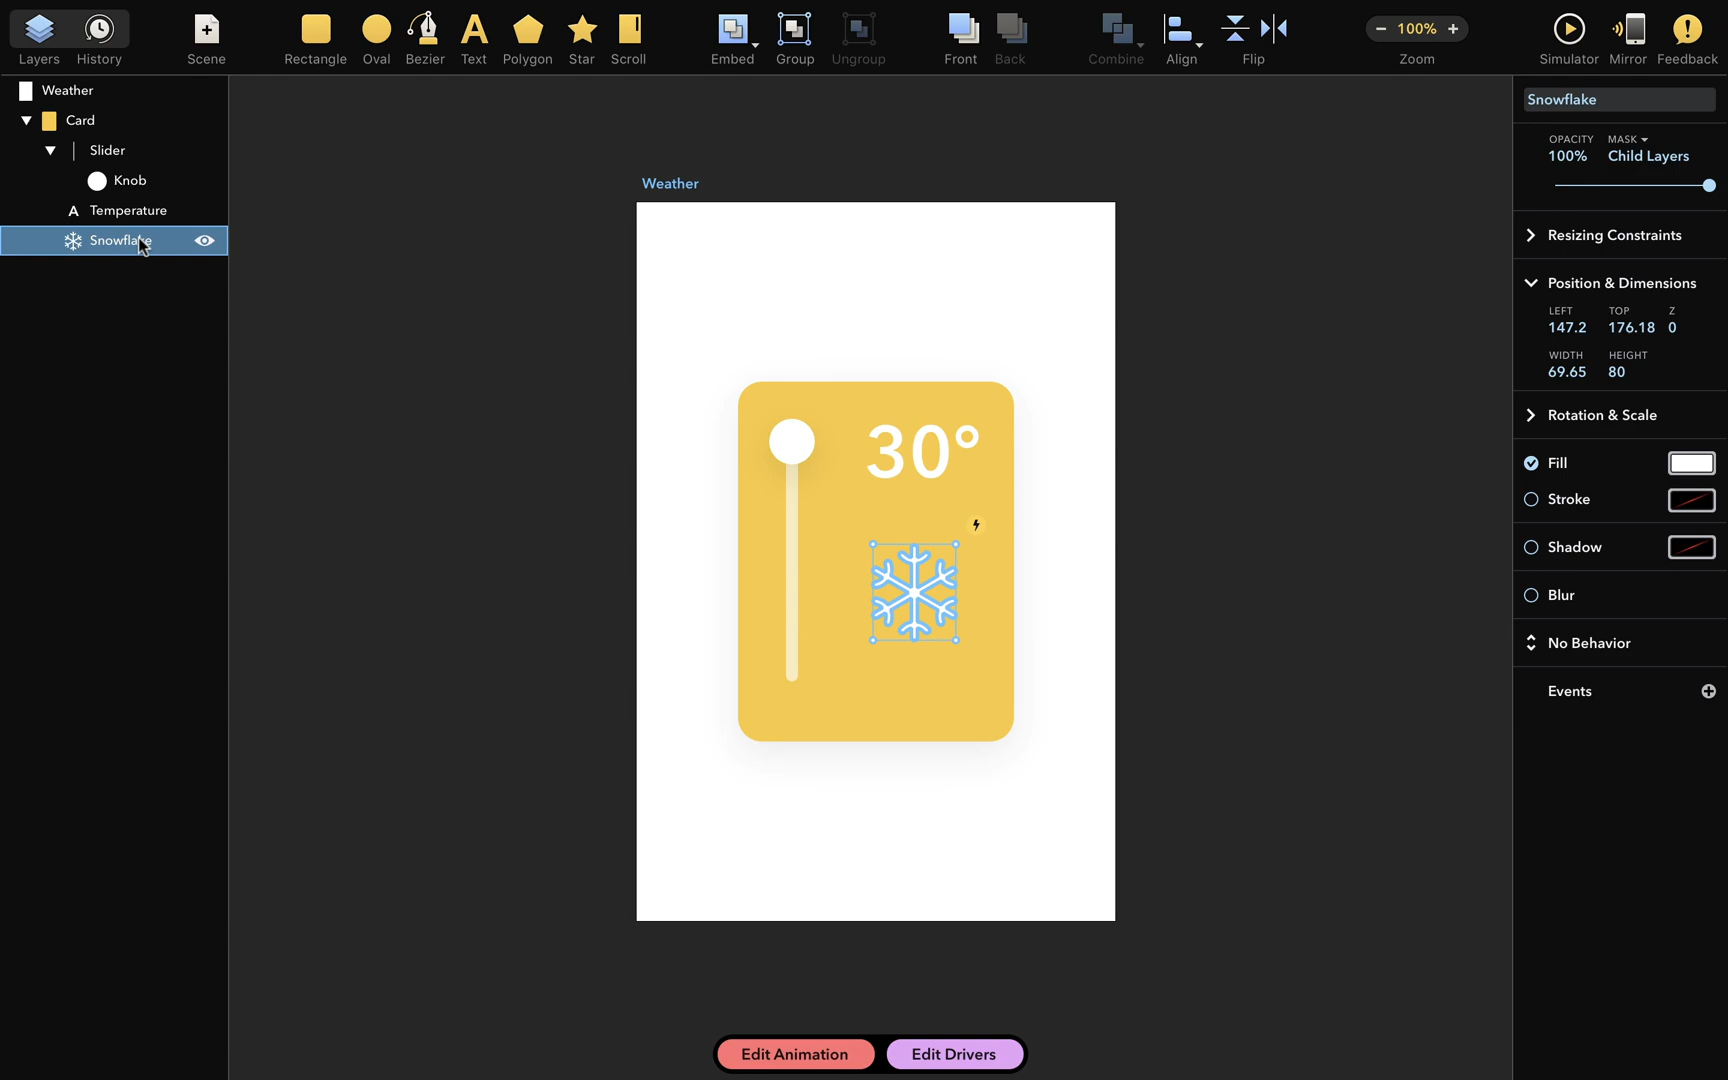 Layers
History
Scene
Rectangle
Oval
Bezier
Text
Polygon
Star
Scroll
Embed
Group
Ungroup
Front
Back
Combine
Align
Flip
- 100% +
Zoom
Simulator
Mirror
Feedback
Weather
Card
Slider
Knob
A Temperature
Snowflake
Weather
30°
Edit Animation
Edit Drivers
Snowflake
OPACITY MASK
100% Child Layers
Resizing Constraints
Position & Dimensions
LEFT TOP Z
147.2 176.18 0
WIDTH HEIGHT
69.65 80
Rotation & Scale
Fill
Stroke
Shadow
Blur
No Behavior
Events